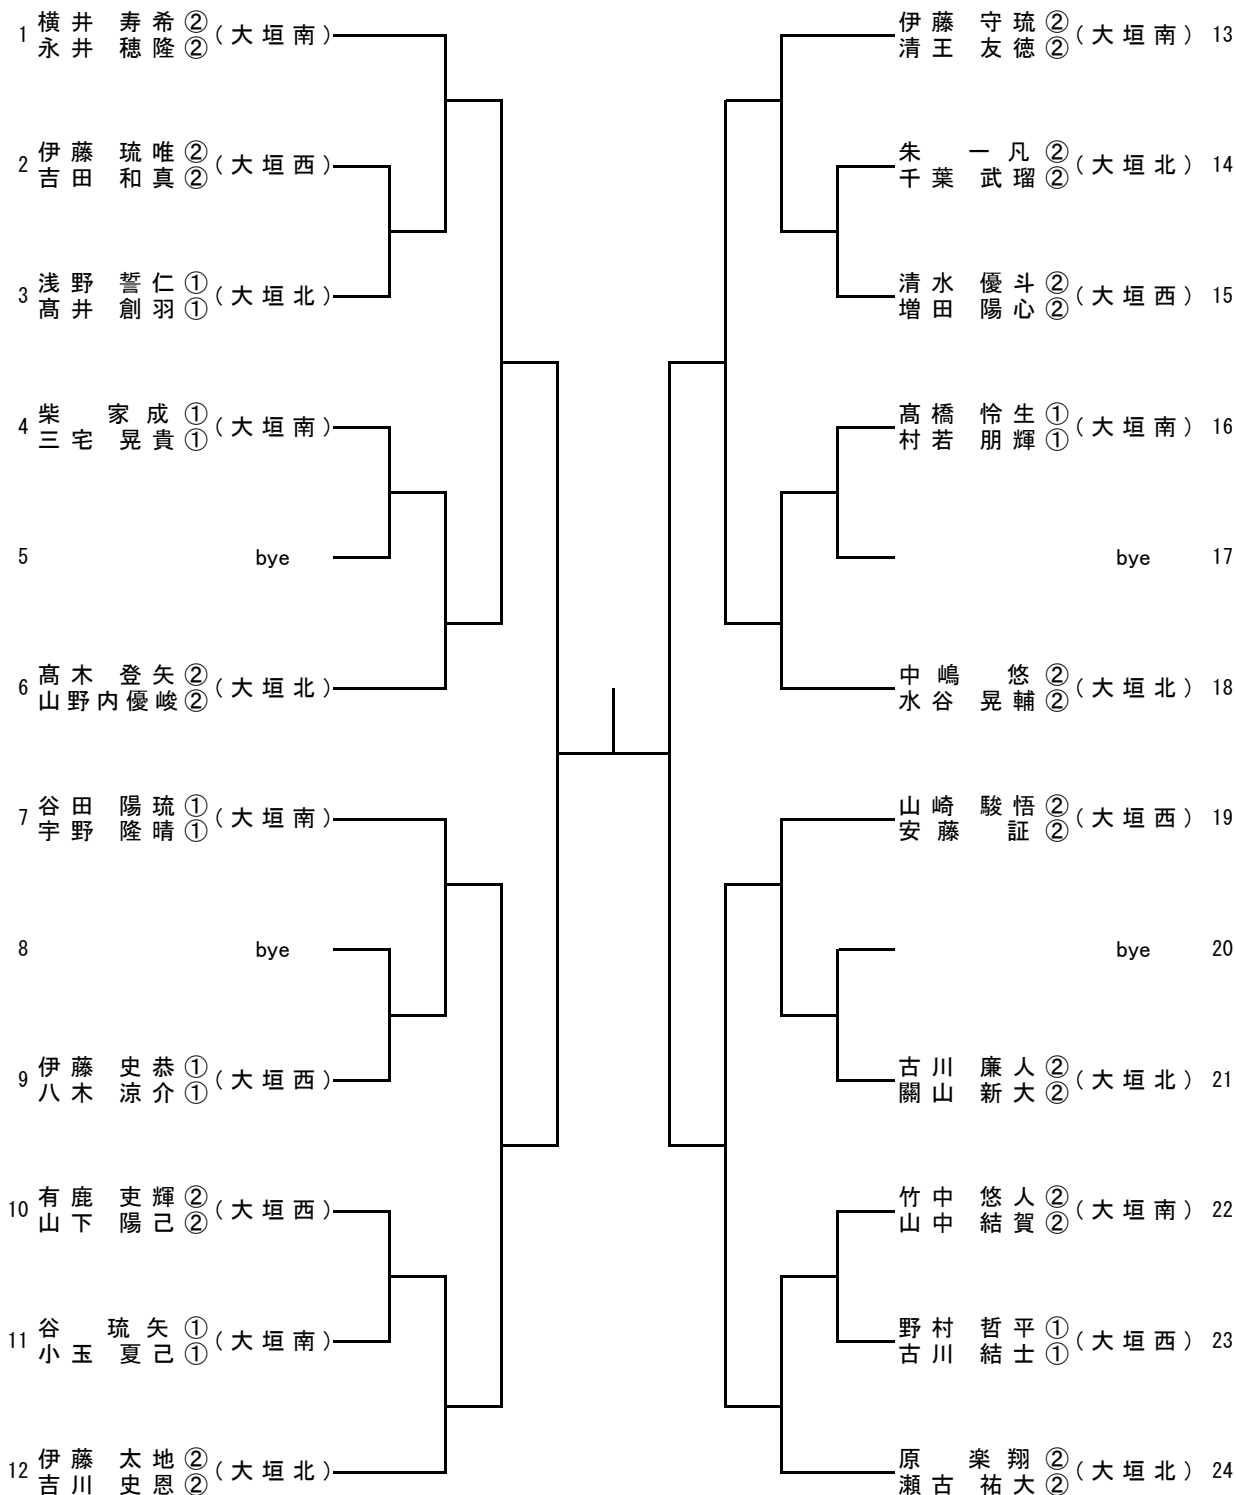 1 横井 寿希② (大垣南)
永井 穂隆②
2 伊藤 琉唯② (大垣西)
吉田 和真②
3 浅野 誓仁① (大垣北)
髙井 創羽①
4 柴 家成① (大垣南)
三宅 晃貴①
5 bye
6 髙木 登矢② (大垣北)
山野内優峻②
7 谷田 陽琉① (大垣南)
宇野 隆晴①
8 bye
9 伊藤 史恭① (大垣西)
八木 涼介①
10 有鹿 吏輝② (大垣西)
山下 陽己②
11 谷 琉矢① (大垣南)
小玉 夏己①
12 伊藤 太地② (大垣北)
吉川 史恩②
伊藤 守琉② (大垣南) 13
清王 友徳②
朱 一凡② (大垣北) 14
千葉 武瑠②
清水 優斗② (大垣西) 15
増田 陽心②
髙橋 怜生① (大垣南) 16
村若 朋輝①
bye 17
中嶋 悠② (大垣北) 18
水谷 晃輔②
山崎 駿悟② (大垣西) 19
安藤 証②
bye 20
古川 廉人② (大垣北) 21
關山 新大②
竹中 悠人② (大垣南) 22
山中 結賀②
野村 哲平① (大垣西) 23
古川 結士①
原 楽翔② (大垣北) 24
瀬古 祐大②